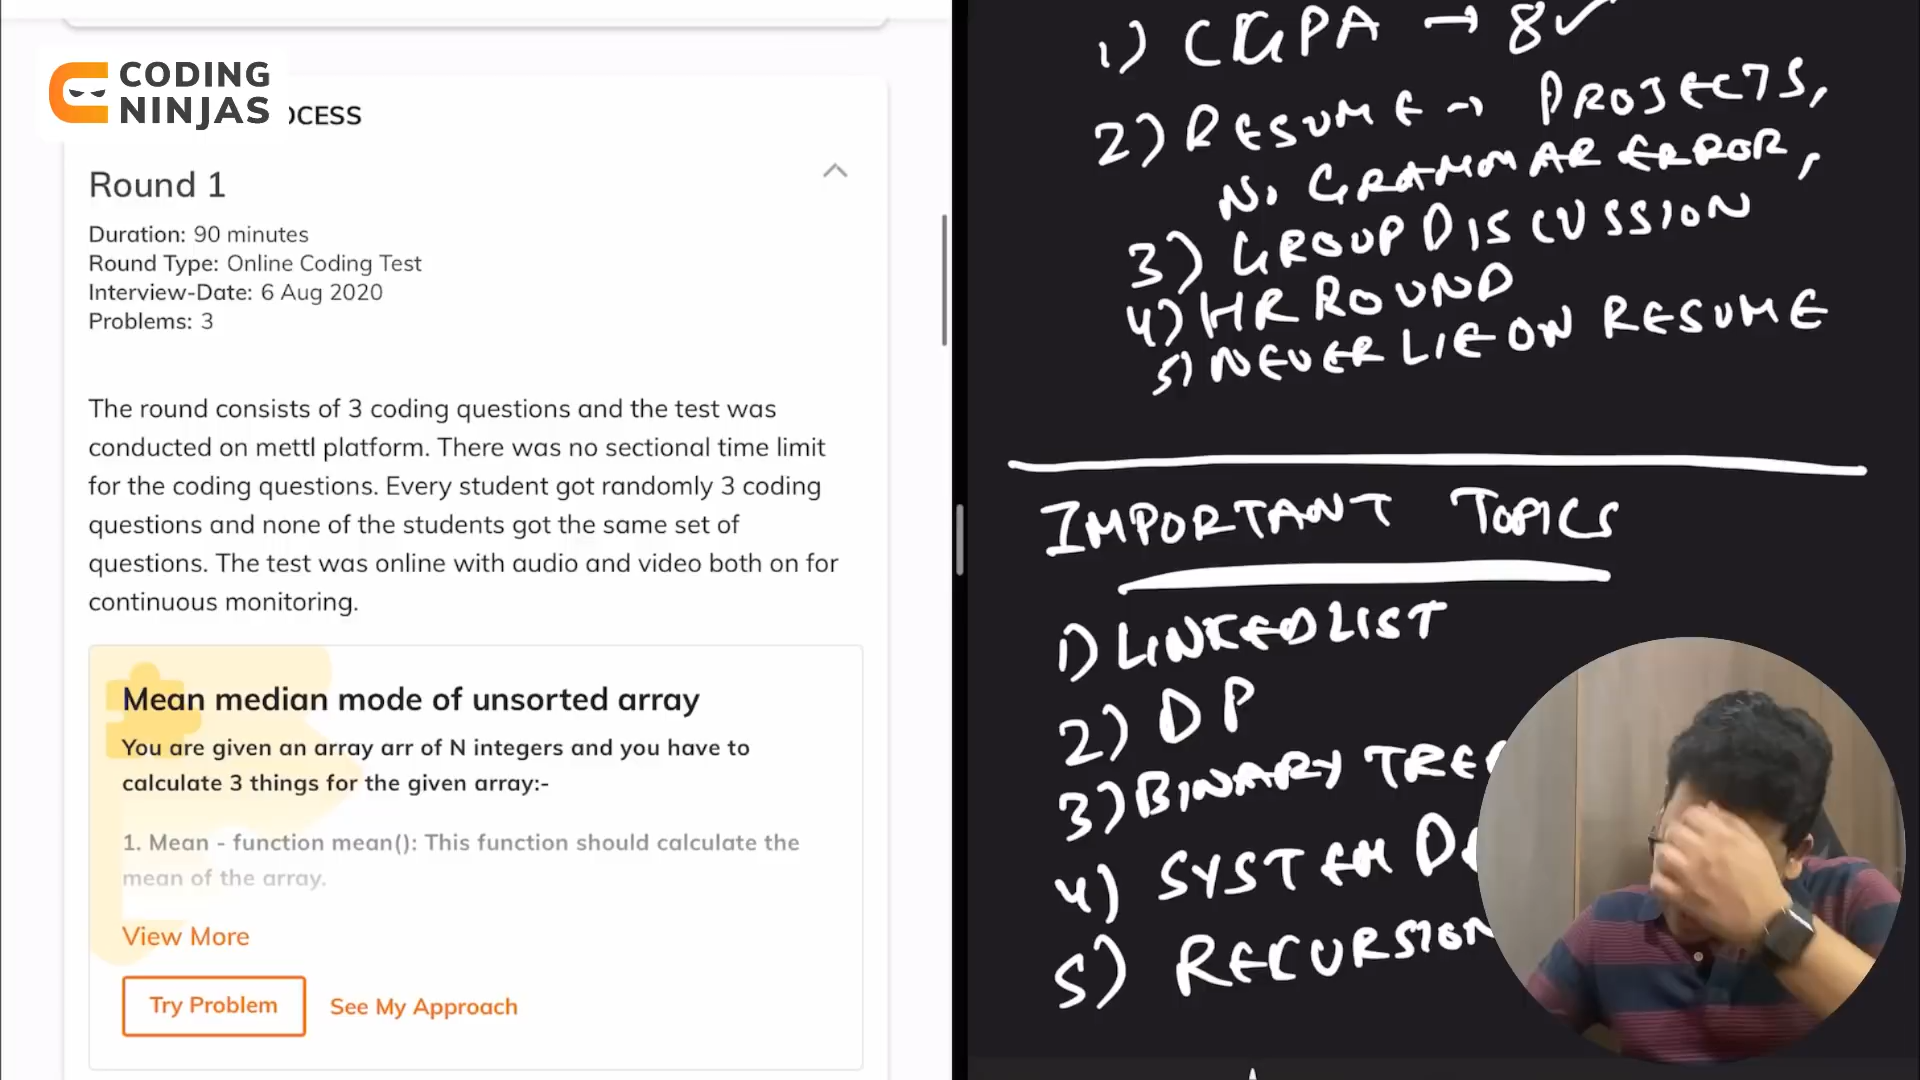 CODING
NINJAS
OCESS
Round 1
Duration: 90 minutes
Round Type: Online Coding Test
Interview-Date: 6 Aug 2020
Problems: 3
The round consists of 3 coding questions and the test was
conducted on mettl platform. There was no sectional time limit
for the coding questions. Every student got randomly 3 coding
questions and none of the students got the same set of
questions. The test was online with audio and video both on for
continuous monitoring.
Mean median mode of unsorted array
You are given an array arr of N integers and you have to
calculate 3 things for the given array:-
1. Mean - function mean(): This function should calculate the
mean of the array.
View More
Try Problem See My Approach
1) CGPA → 8 ✓
2) RESUME → PROJECTS,
No GRAMMAR ERROR,
3) GROUP DISCUSSION
4) HR ROUND
5) NEVER LIE ON RESUME
IMPORTANT TOPICS
1) LINKED LIST
2) DP
3) BINARY TREE
4) SYSTEM DE
5) RECURSION